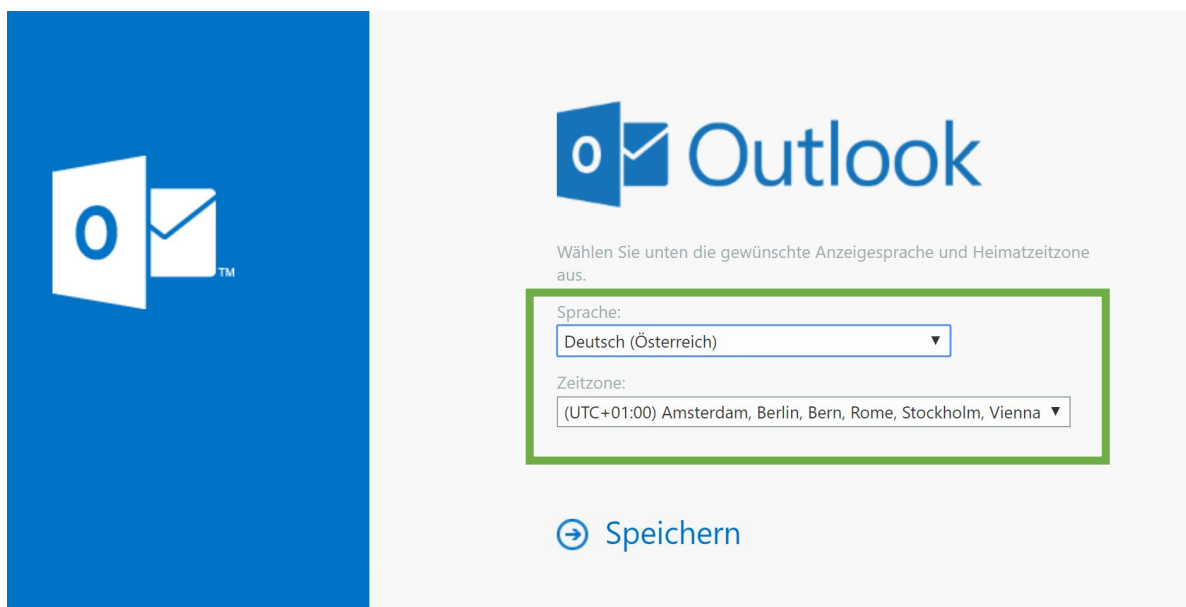 O
TM
O Outlook
Wählen Sie unten die gewünschte Anzeigesprache und Heimatzeitzone
aus.
Sprache:
Deutsch (Österreich)
Zeitzone:
(UTC+01:00) Amsterdam, Berlin, Bern, Rome, Stockholm, Vienna
Speichern